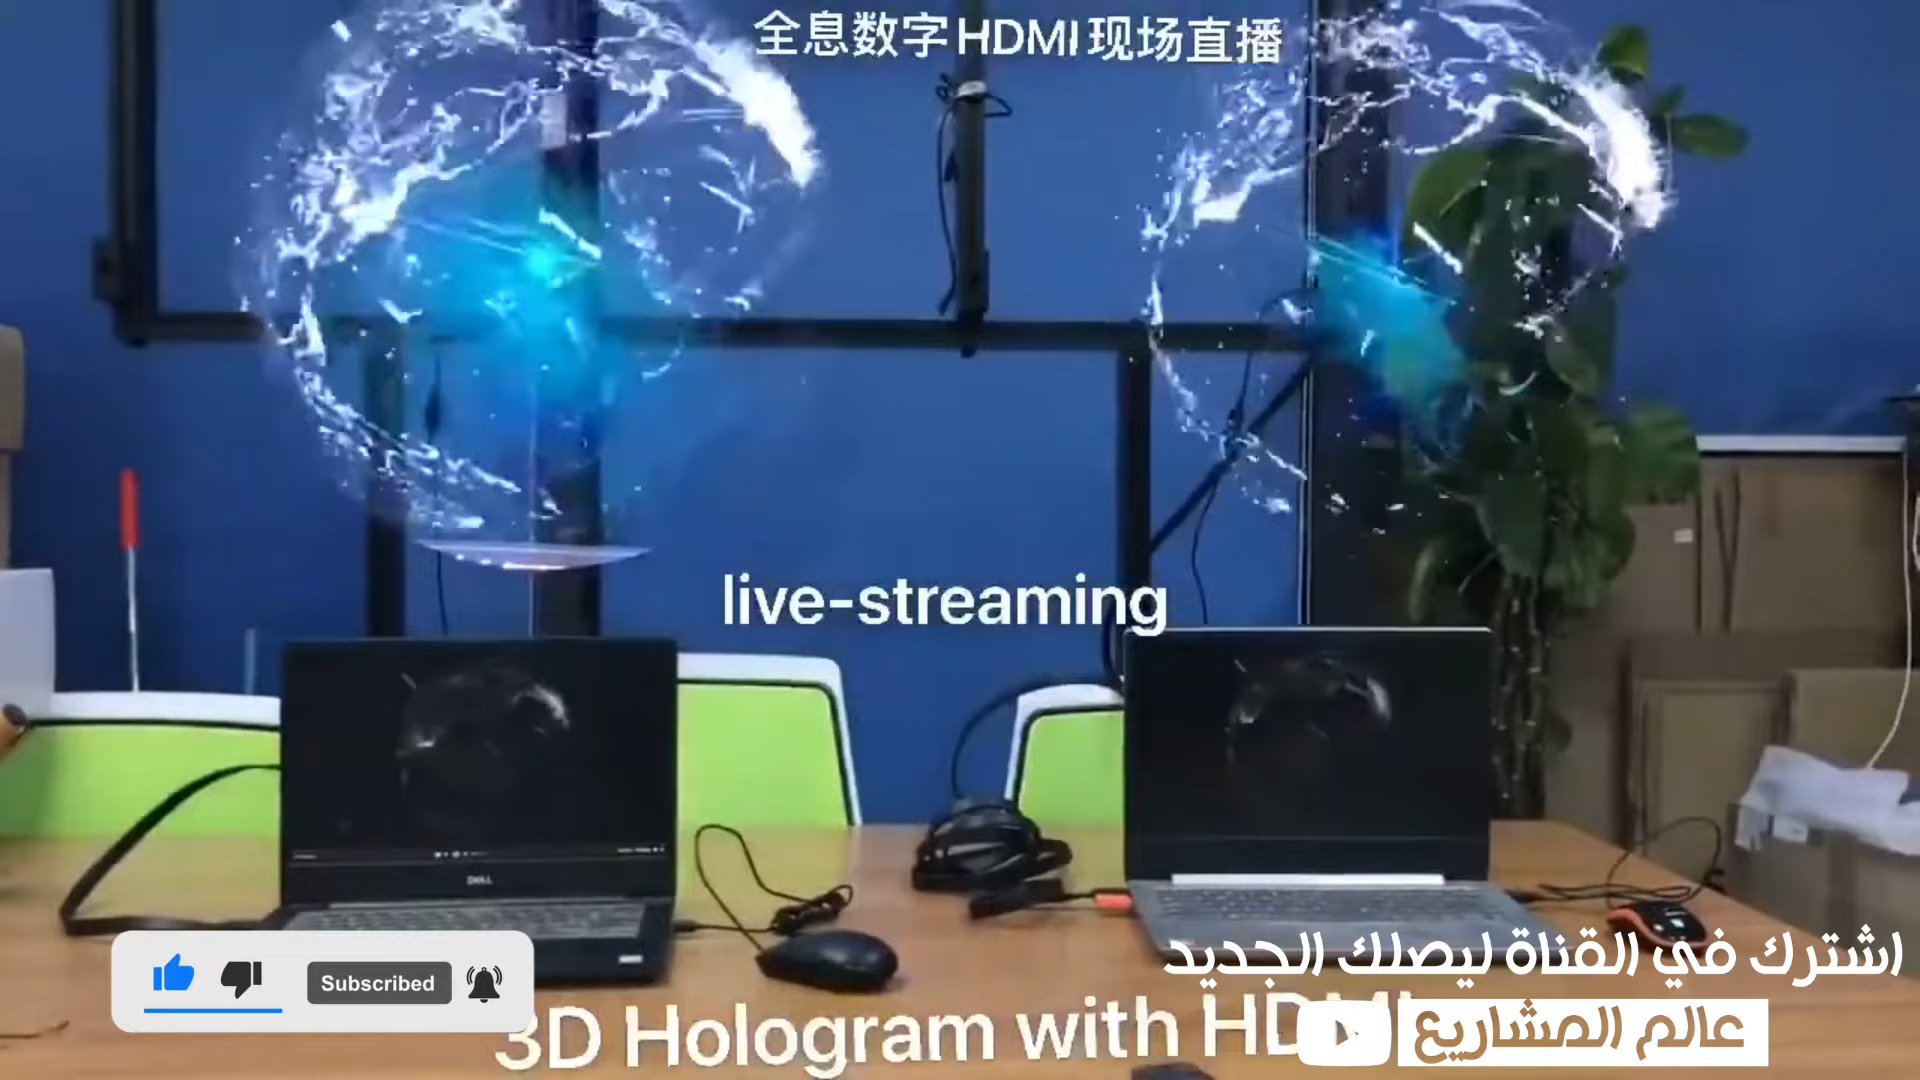 全息数字HDMI现场直播
live-streaming
DELL
اشترك في القناة ليصلك الجديد
Subscribed
3D Hologram with HDMI
عالم المشاريع